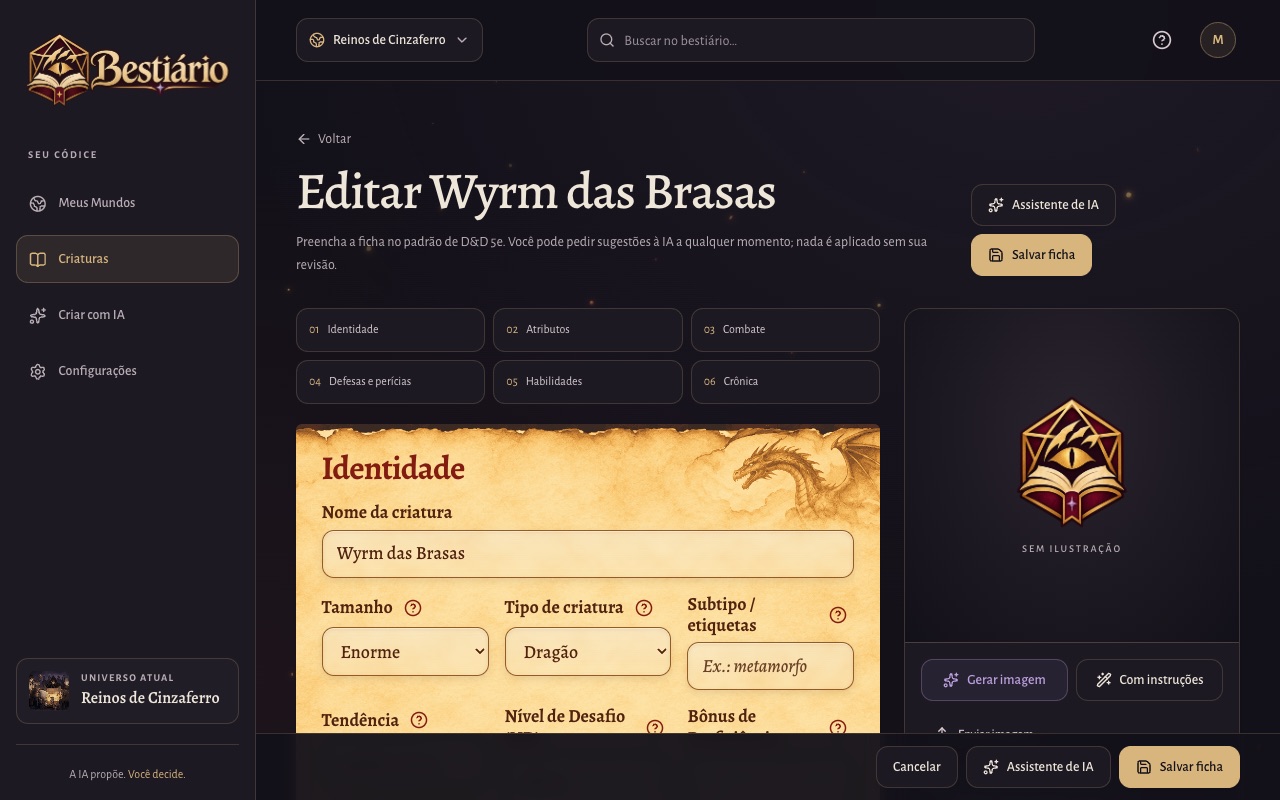 Bestiário
SEU CÓDICE
Meus Mundos
Criaturas
Criar com IA
Configurações
UNIVERSO ATUAL
Reinos de Cinzaferro
A IA propõe. Você decide.
Reinos de Cinzaferro
Buscar no bestiário...
M
Voltar
Editar Wyrm das Brasas
Preencha a ficha no padrão de D&D 5e. Você pode pedir sugestões à IA a qualquer momento; nada é aplicado sem sua
revisão.
Assistente de IA
Salvar ficha
01 Identidade
02 Atributos
03 Combate
04 Defesas e perícias
05 Habilidades
06 Crônica
Identidade
Nome da criatura
Wyrm das Brasas
Tamanho
Tipo de criatura
Subtipo /
etiquetas
Enorme
Dragão
Ex.: metamorfo
Tendência
Nível de Desafio
Bônus de
SEM ILUSTRAÇÃO
Gerar imagem
Com instruções
Enviar imagem
Cancelar
Assistente de IA
Salvar ficha